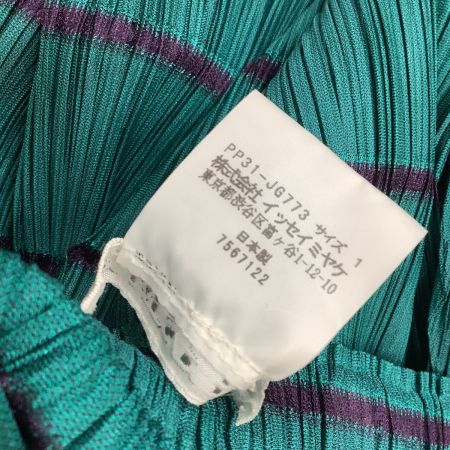 PP31-JG773 サイズ 1
株式会社 イッセイミヤケ
東京都渋谷区富ヶ谷1-12-10
日本製
7567122